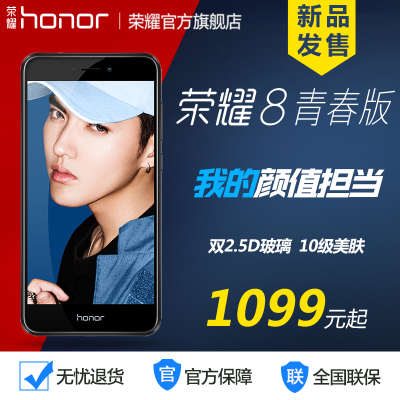 荣耀 honor 荣耀官方旗舰店
新品
发售
荣耀8青春版
我的颜值担当
双2.5D玻璃 10级美肤
1099元起
honor
无忧退货 官 官方保障 联 全国联保